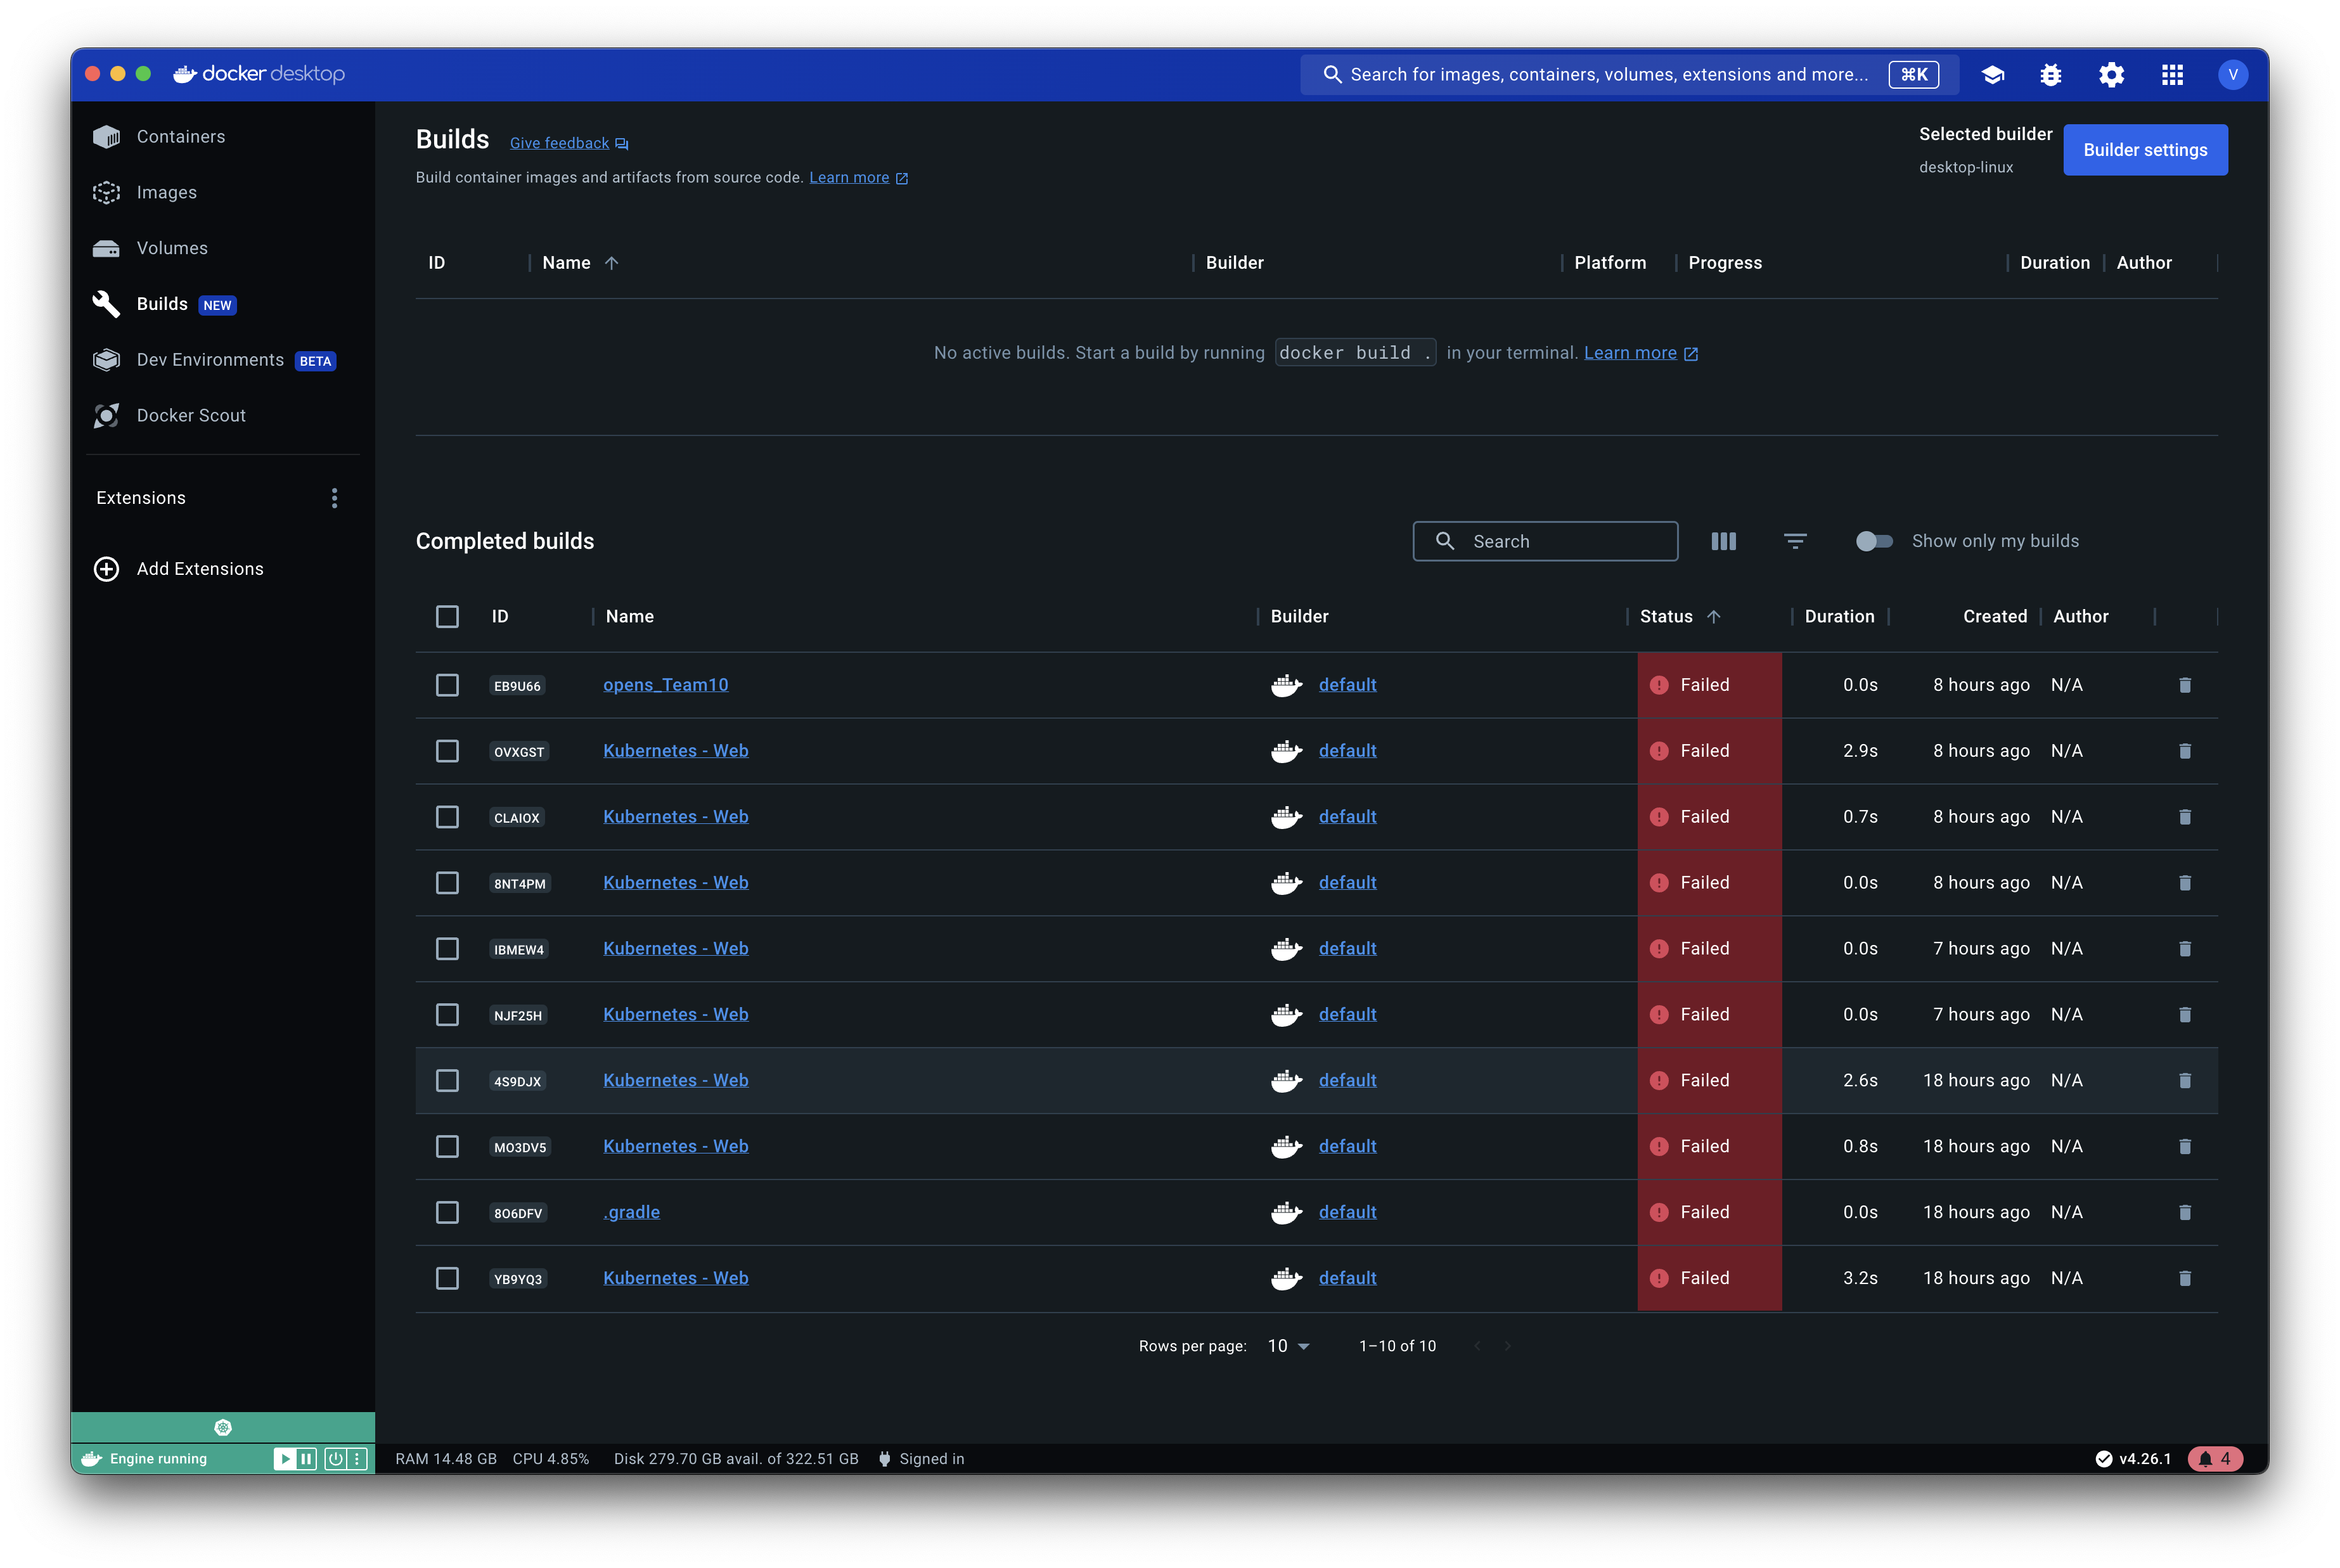 docker desktop
Search for images, containers, volumes, extensions and more... ⌘K
V
Containers
Images
Volumes
Builds NEW
Dev Environments BETA
Docker Scout
Extensions
Add Extensions
Builds Give feedback
Build container images and artifacts from source code. Learn more
Selected builder
desktop-linux
Builder settings
ID Name Builder Platform Progress Duration Author
No active builds. Start a build by running docker build . in your terminal. Learn more
Completed builds
Search
Show only my builds
ID Name Builder Status Duration Created Author
EB9U66 opens_Team10 default Failed 0.0s 8 hours ago N/A
OVXGST Kubernetes - Web default Failed 2.9s 8 hours ago N/A
CLAIOX Kubernetes - Web default Failed 0.7s 8 hours ago N/A
8NT4PM Kubernetes - Web default Failed 0.0s 8 hours ago N/A
IBMEW4 Kubernetes - Web default Failed 0.0s 7 hours ago N/A
NJF25H Kubernetes - Web default Failed 0.0s 7 hours ago N/A
4S9DJX Kubernetes - Web default Failed 2.6s 18 hours ago N/A
MO3DV5 Kubernetes - Web default Failed 0.8s 18 hours ago N/A
8O6DFV .gradle default Failed 0.0s 18 hours ago N/A
YB9YQ3 Kubernetes - Web default Failed 3.2s 18 hours ago N/A
Rows per page: 10 1–10 of 10
Engine running
RAM 14.48 GB CPU 4.85% Disk 279.70 GB avail. of 322.51 GB Signed in
v4.26.1 4